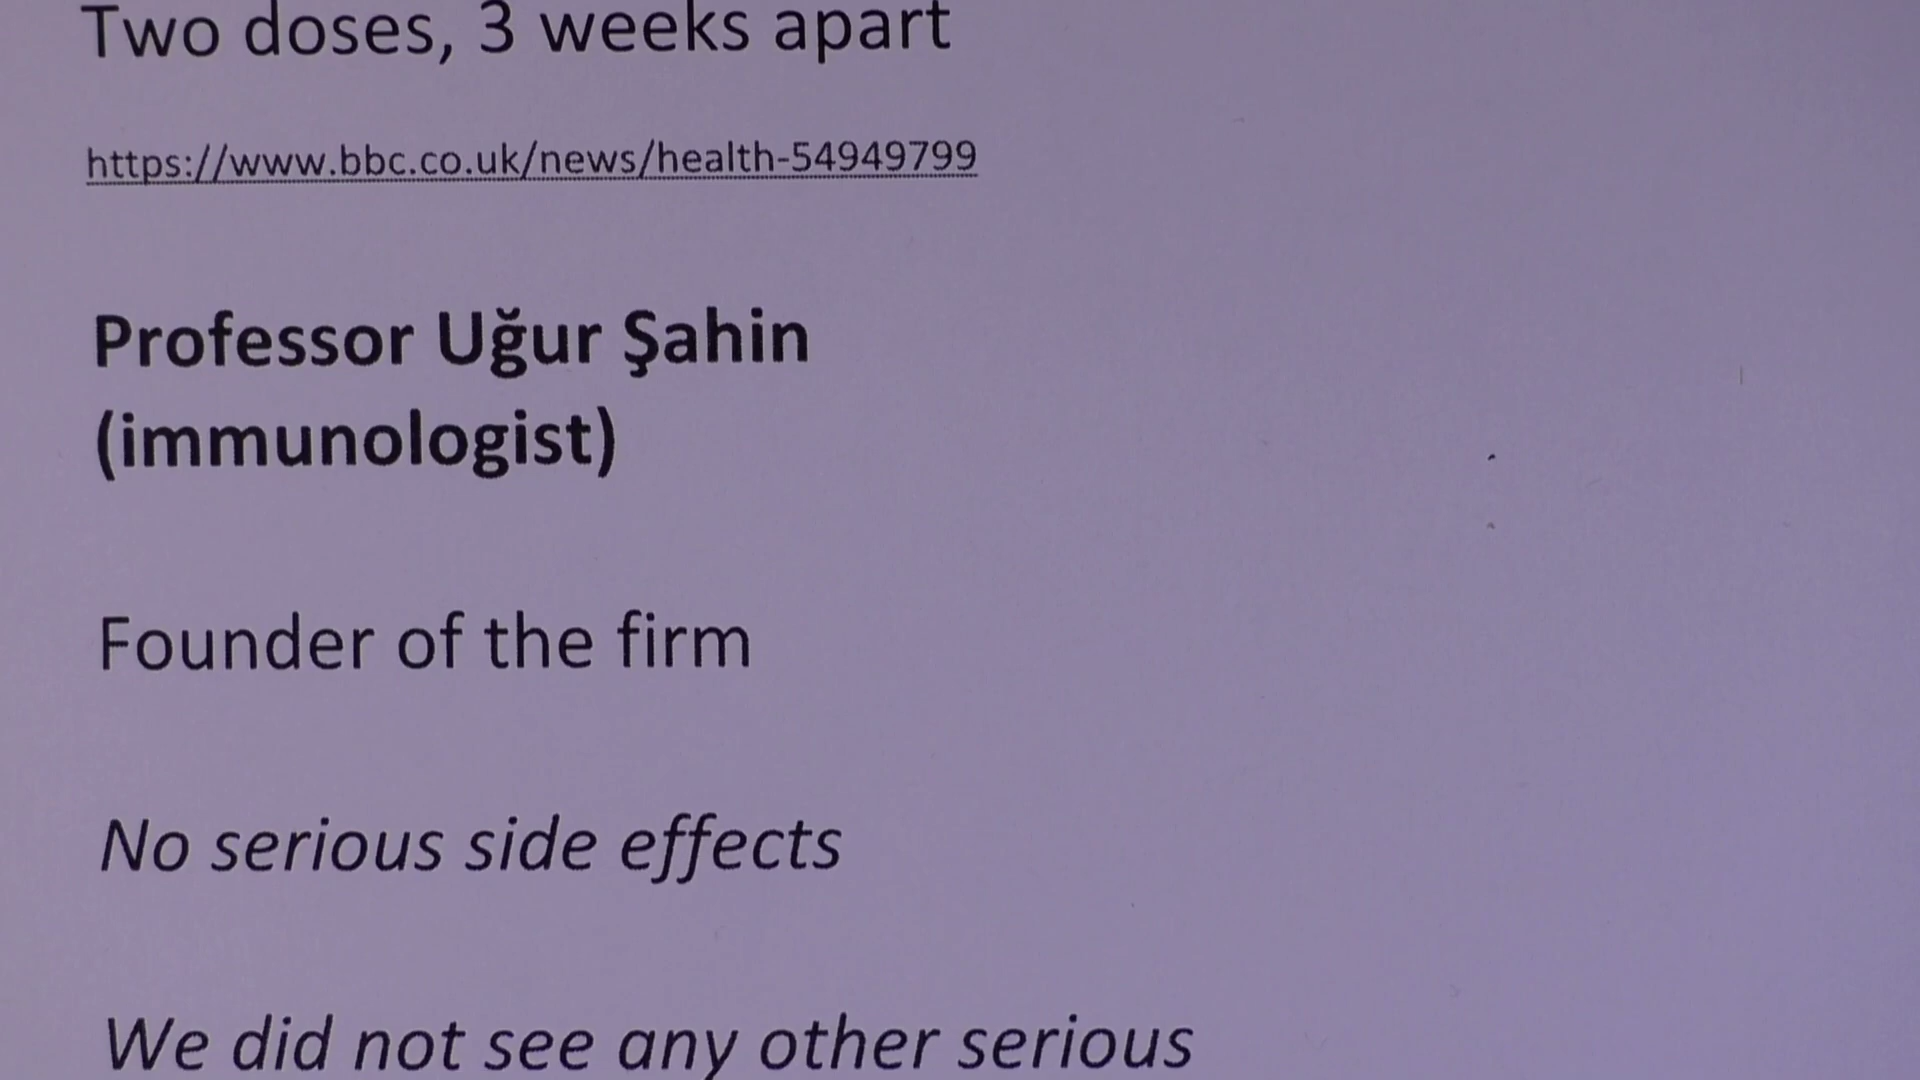 Two doses, 3 weeks apart
https://www.bbc.co.uk/news/health-54949799
Professor Uğur Şahin
(immunologist)
Founder of the firm
No serious side effects
We did not see any other serious